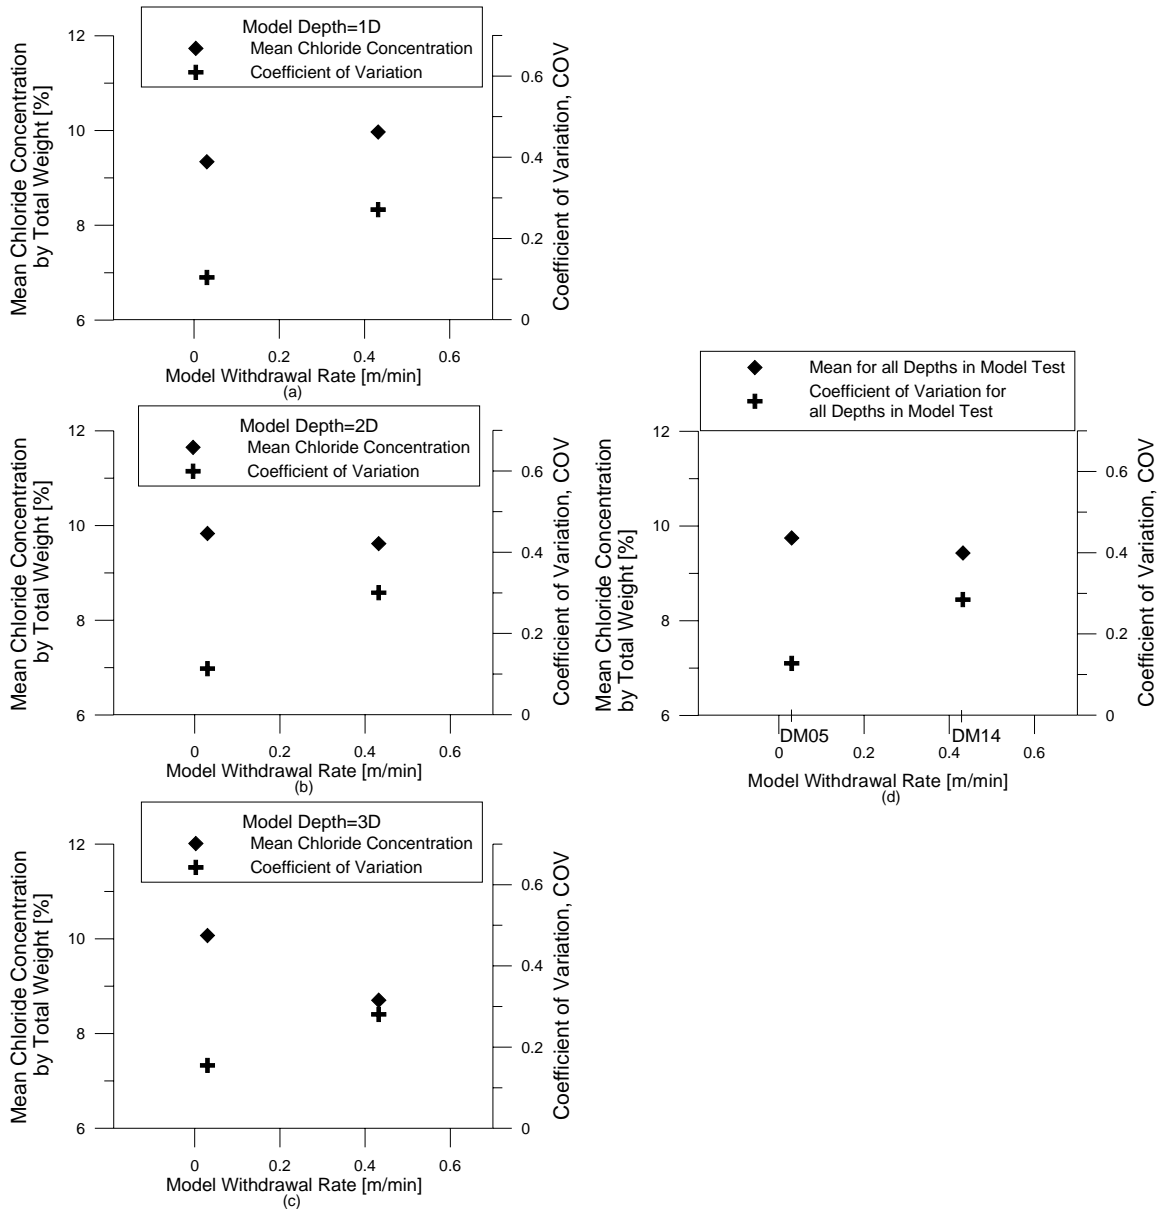 Model Depth=1D
Mean Chloride Concentration
Coefficient of Variation
12
10
8
6
0.6
0.4
0.2
0
Mean Chloride Concentration
by Total Weight [%]
Coefficient of Variation, COV
0 0.2 0.4 0.6
Model Withdrawal Rate [m/min]
(a)
Model Depth=2D
Mean Chloride Concentration
Coefficient of Variation
12
10
8
6
0.6
0.4
0.2
0
Mean Chloride Concentration
by Total Weight [%]
Coefficient of Variation, COV
0 0.2 0.4 0.6
Model Withdrawal Rate [m/min]
(b)
Model Depth=3D
Mean Chloride Concentration
Coefficient of Variation
12
10
8
6
0.6
0.4
0.2
0
Mean Chloride Concentration
by Total Weight [%]
Coefficient of Variation, COV
0 0.2 0.4 0.6
Model Withdrawal Rate [m/min]
(c)
Mean for all Depths in Model Test
Coefficient of Variation for
all Depths in Model Test
12
10
8
6
0.6
0.4
0.2
0
Mean Chloride Concentration
by Total Weight [%]
Coefficient of Variation, COV
DM05 DM14
0 0.2 0.4 0.6
Model Withdrawal Rate [m/min]
(d)